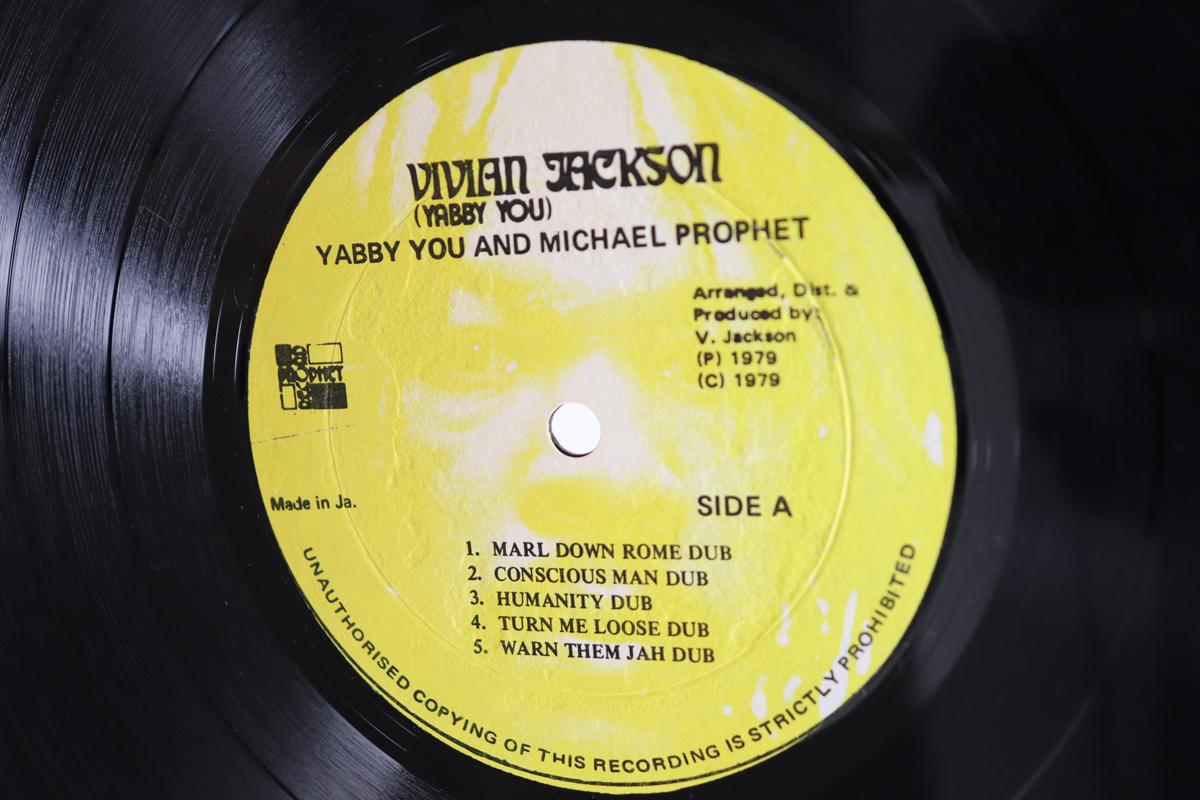 VIVIAN JACKSON
(YABBY YOU)
YABBY YOU AND MICHAEL PROPHET
Arranged, Dist. &
Produced by:
V. Jackson
(P) 1979
(C) 1979
PROPHET
Made in Ja.
SIDE A
1. MARL DOWN ROME DUB
2. CONSCIOUS MAN DUB
3. HUMANITY DUB
4. TURN ME LOOSE DUB
5. WARN THEM JAH DUB
UNAUTHORISED COPYING OF THIS RECORDING IS STRICTLY PROHIBITED